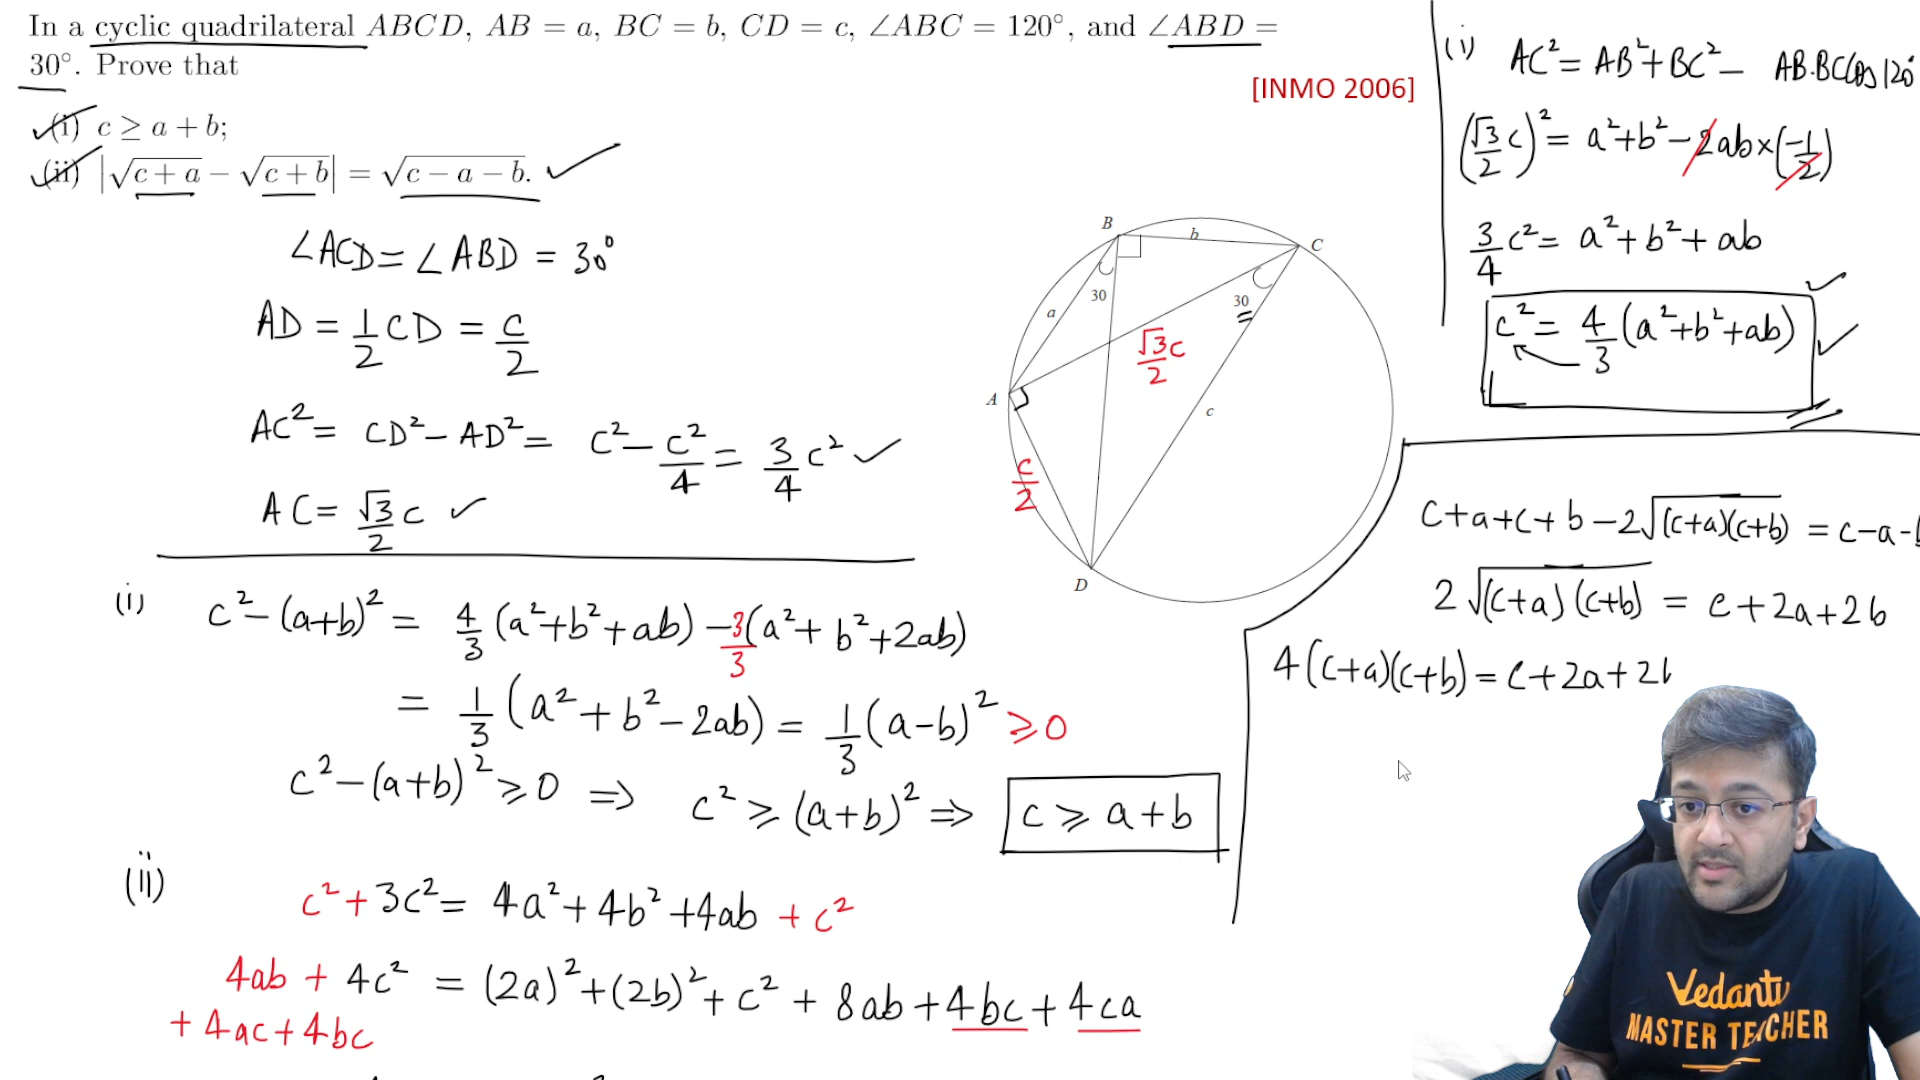 In a cyclic quadrilateral ABCD, AB = a, BC = b, CD = c, ∠ABC = 120°, and ∠ABD =
30°. Prove that
[INMO 2006]
(i) c ≥ a + b;
(ii) |√(c + a) − √(c + b)| = √(c − a − b).
∠ACD = ∠ABD = 30°
AD = 1/2 CD = c/2
AC² = CD² − AD² = c² − c²/4 = 3/4 c²
AC = √3/2 c
(i) c² − (a+b)² = 4/3 (a²+b²+ab) − 3/3 (a²+b²+2ab)
= 1/3 (a²+b²−2ab) = 1/3 (a−b)² ≥ 0
c² − (a+b)² ≥ 0 ⇒ c² ≥ (a+b)² ⇒ c ≥ a+b
(ii)
c² + 3c² = 4a² + 4b² + 4ab + c²
4ab + 4c² = (2a)² + (2b)² + c² + 8ab + 4bc + 4ca
+ 4ac + 4bc
B
b
C
30
30
a
√3/2 c
A
c
c/2
D
(i) AC² = AB² + BC² − AB.BC Cos 120°
(√3/2 c)² = a² + b² − 2ab × (−1/2)
3/4 c² = a² + b² + ab
c² = 4/3 (a² + b² + ab)
c+a+c+b − 2√((c+a)(c+b)) = c−a−
2√((c+a)(c+b)) = c+2a+2b
4(c+a)(c+b) = c+2a+2b
Vedantu
MASTER TEACHER